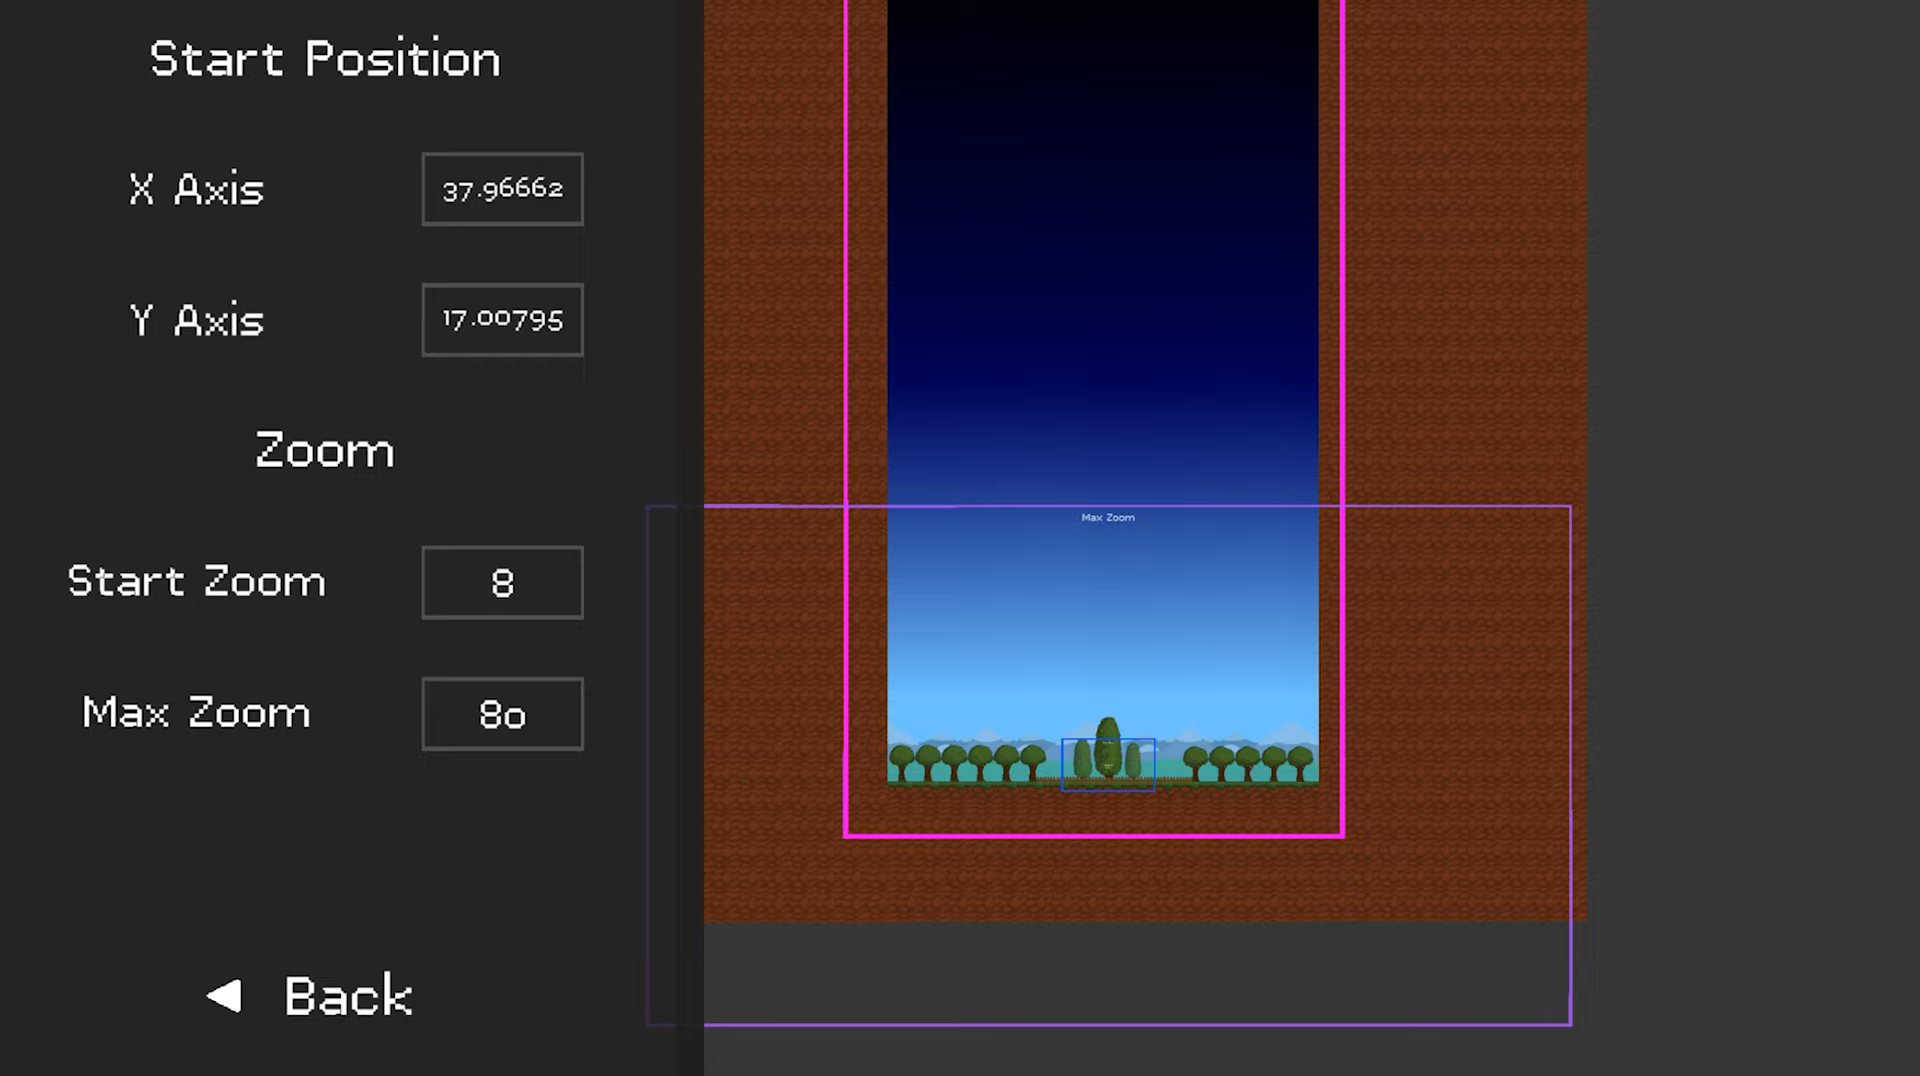 Start Position
X Axis 37.96662
Y Axis 17.00795
Zoom
Max Zoom
Start Zoom 8
Max Zoom 80
Back